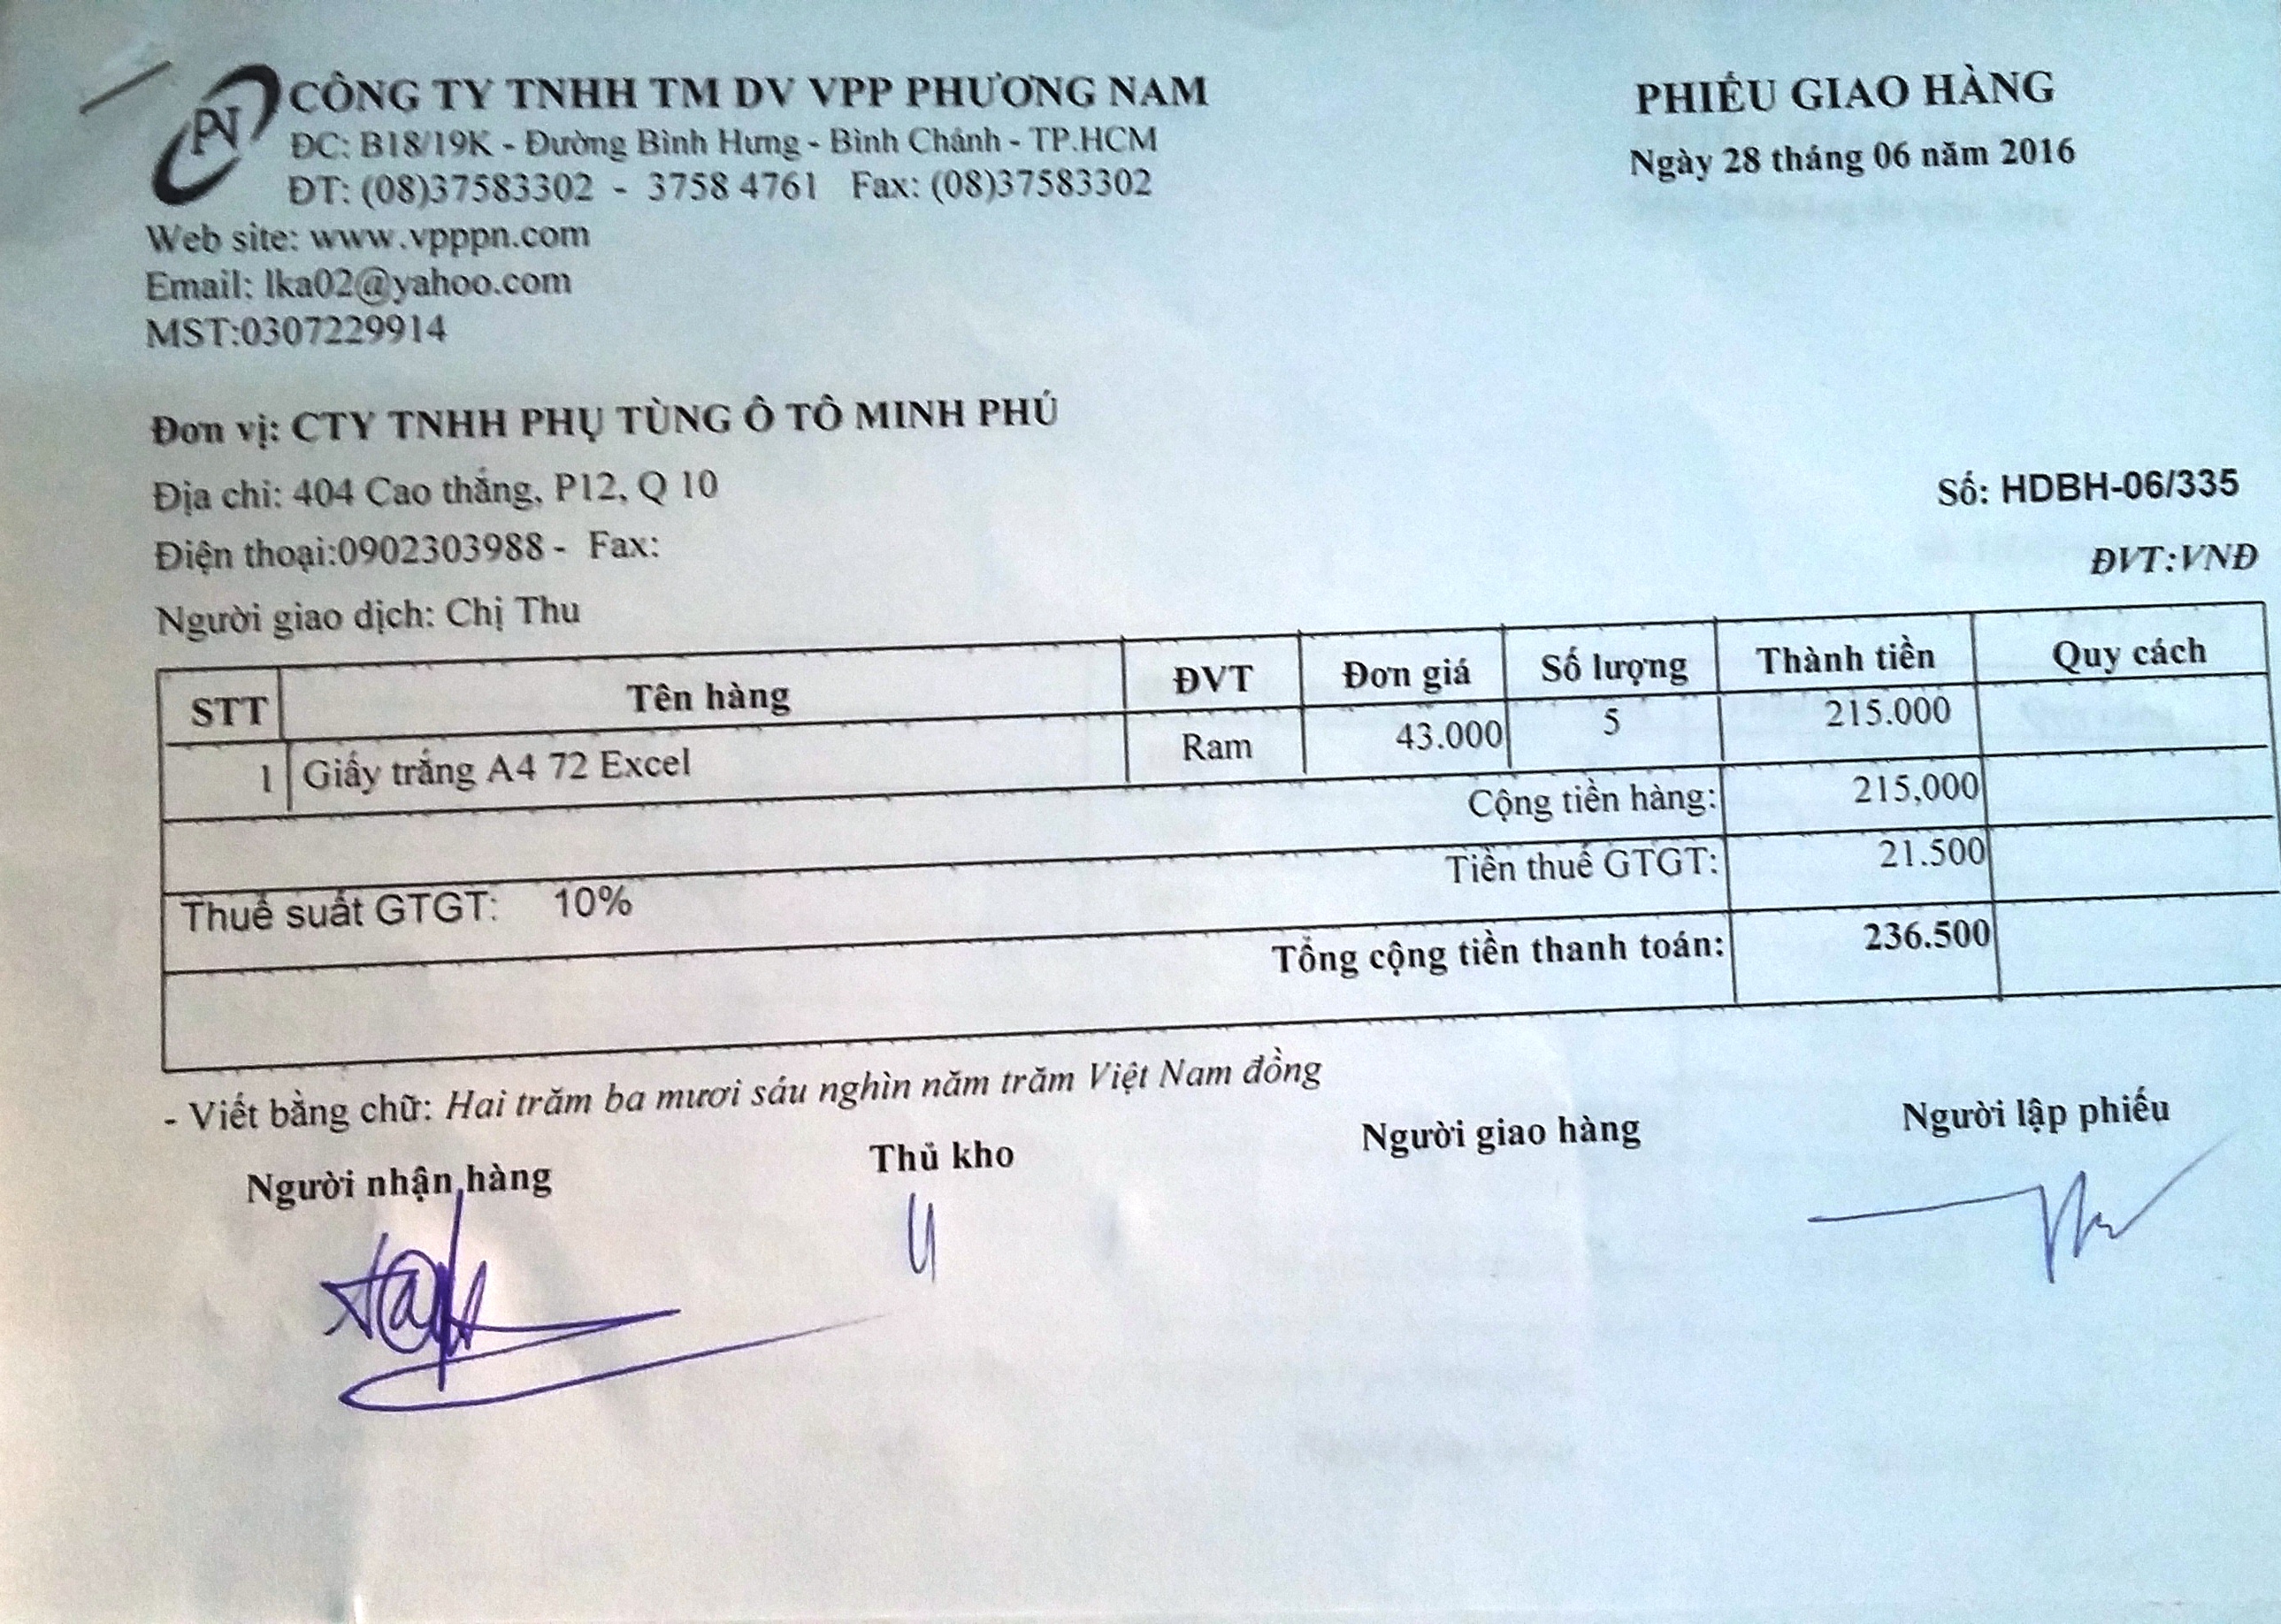 PN
CÔNG TY TNHH TM DV VPP PHƯƠNG NAM
ĐC: B18/19K - Đường Bình Hưng - Bình Chánh - TP.HCM
ĐT: (08)37583302 - 3758 4761 Fax: (08)37583302
Web site: www.vpppn.com
Email: lka02@yahoo.com
MST:0307229914
PHIẾU GIAO HÀNG
Ngày 28 tháng 06 năm 2016
Đơn vị: CTY TNHH PHỤ TÙNG Ô TÔ MINH PHÚ
Địa chỉ: 404 Cao thắng, P12, Q 10
Số: HDBH-06/335
Điện thoại:0902303988 - Fax:
Người giao dịch: Chị Thu
ĐVT:VNĐ
STT Tên hàng ĐVT Đơn giá Số lượng Thành tiền Quy cách
1 Giấy trắng A4 72 Excel Ram 43.000 5 215.000
Cộng tiền hàng: 215,000
Thuế suất GTGT: 10% Tiền thuế GTGT: 21.500
Tổng cộng tiền thanh toán: 236.500
- Viết bằng chữ: Hai trăm ba mươi sáu nghìn năm trăm Việt Nam đồng
Người nhận hàng Thủ kho Người giao hàng Người lập phiếu